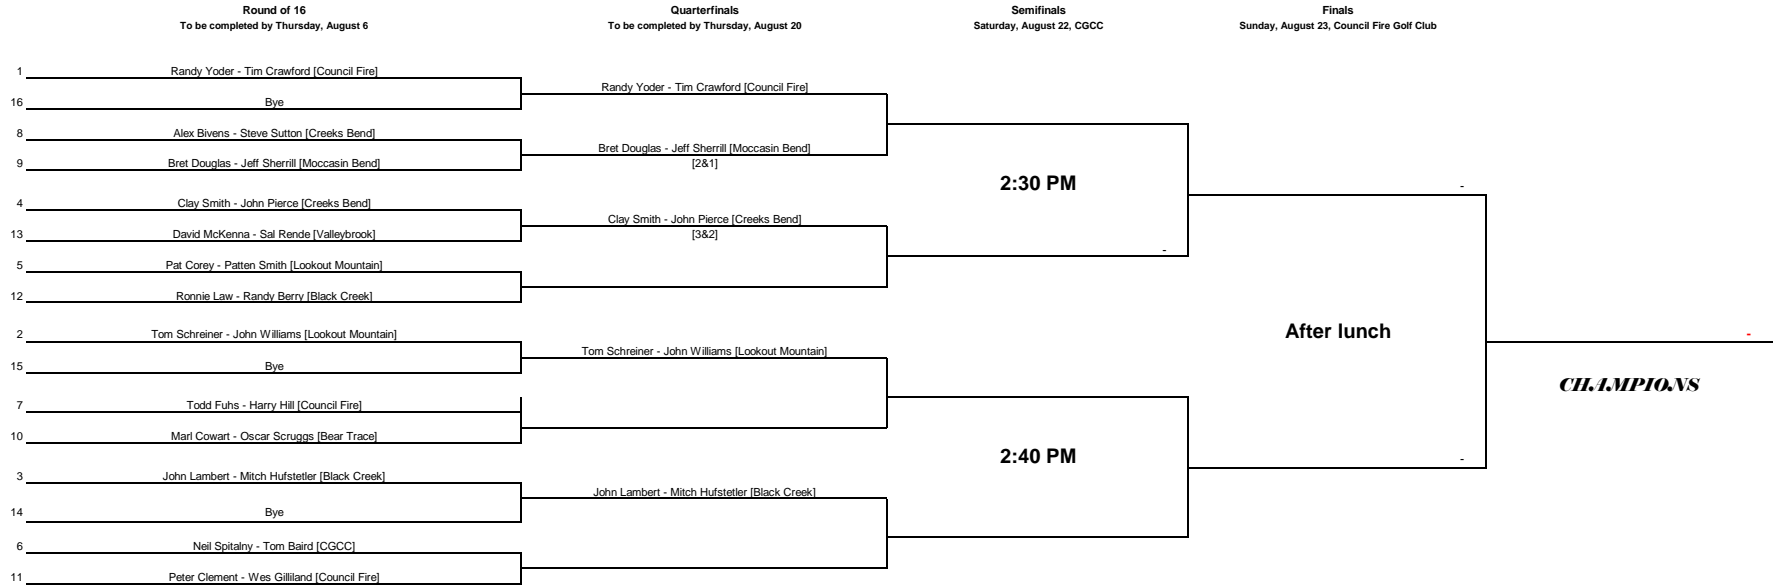 Round of 16
To be completed by Thursday, August 6
Quarterfinals
To be completed by Thursday, August 20
Semifinals
Saturday, August 22, CGCC
Finals
Sunday, August 23, Council Fire Golf Club
1 Randy Yoder - Tim Crawford [Council Fire]
16 Bye
8 Alex Bivens - Steve Sutton [Creeks Bend]
9 Bret Douglas - Jeff Sherrill [Moccasin Bend]
4 Clay Smith - John Pierce [Creeks Bend]
13 David McKenna - Sal Rende [Valleybrook]
5 Pat Corey - Patten Smith [Lookout Mountain]
12 Ronnie Law - Randy Berry [Black Creek]
2 Tom Schreiner - John Williams [Lookout Mountain]
15 Bye
7 Todd Fuhs - Harry Hill [Council Fire]
10 Marl Cowart - Oscar Scruggs [Bear Trace]
3 John Lambert - Mitch Hufstetler [Black Creek]
14 Bye
6 Neil Spitalny - Tom Baird [CGCC]
11 Peter Clement - Wes Gilliland [Council Fire]
Randy Yoder - Tim Crawford [Council Fire]
Bret Douglas - Jeff Sherrill [Moccasin Bend]
[2&1]
Clay Smith - John Pierce [Creeks Bend]
[3&2]
Tom Schreiner - John Williams [Lookout Mountain]
John Lambert - Mitch Hufstetler [Black Creek]
2:30 PM
-
2:40 PM
-
After lunch
-
-
CHAMPIONS